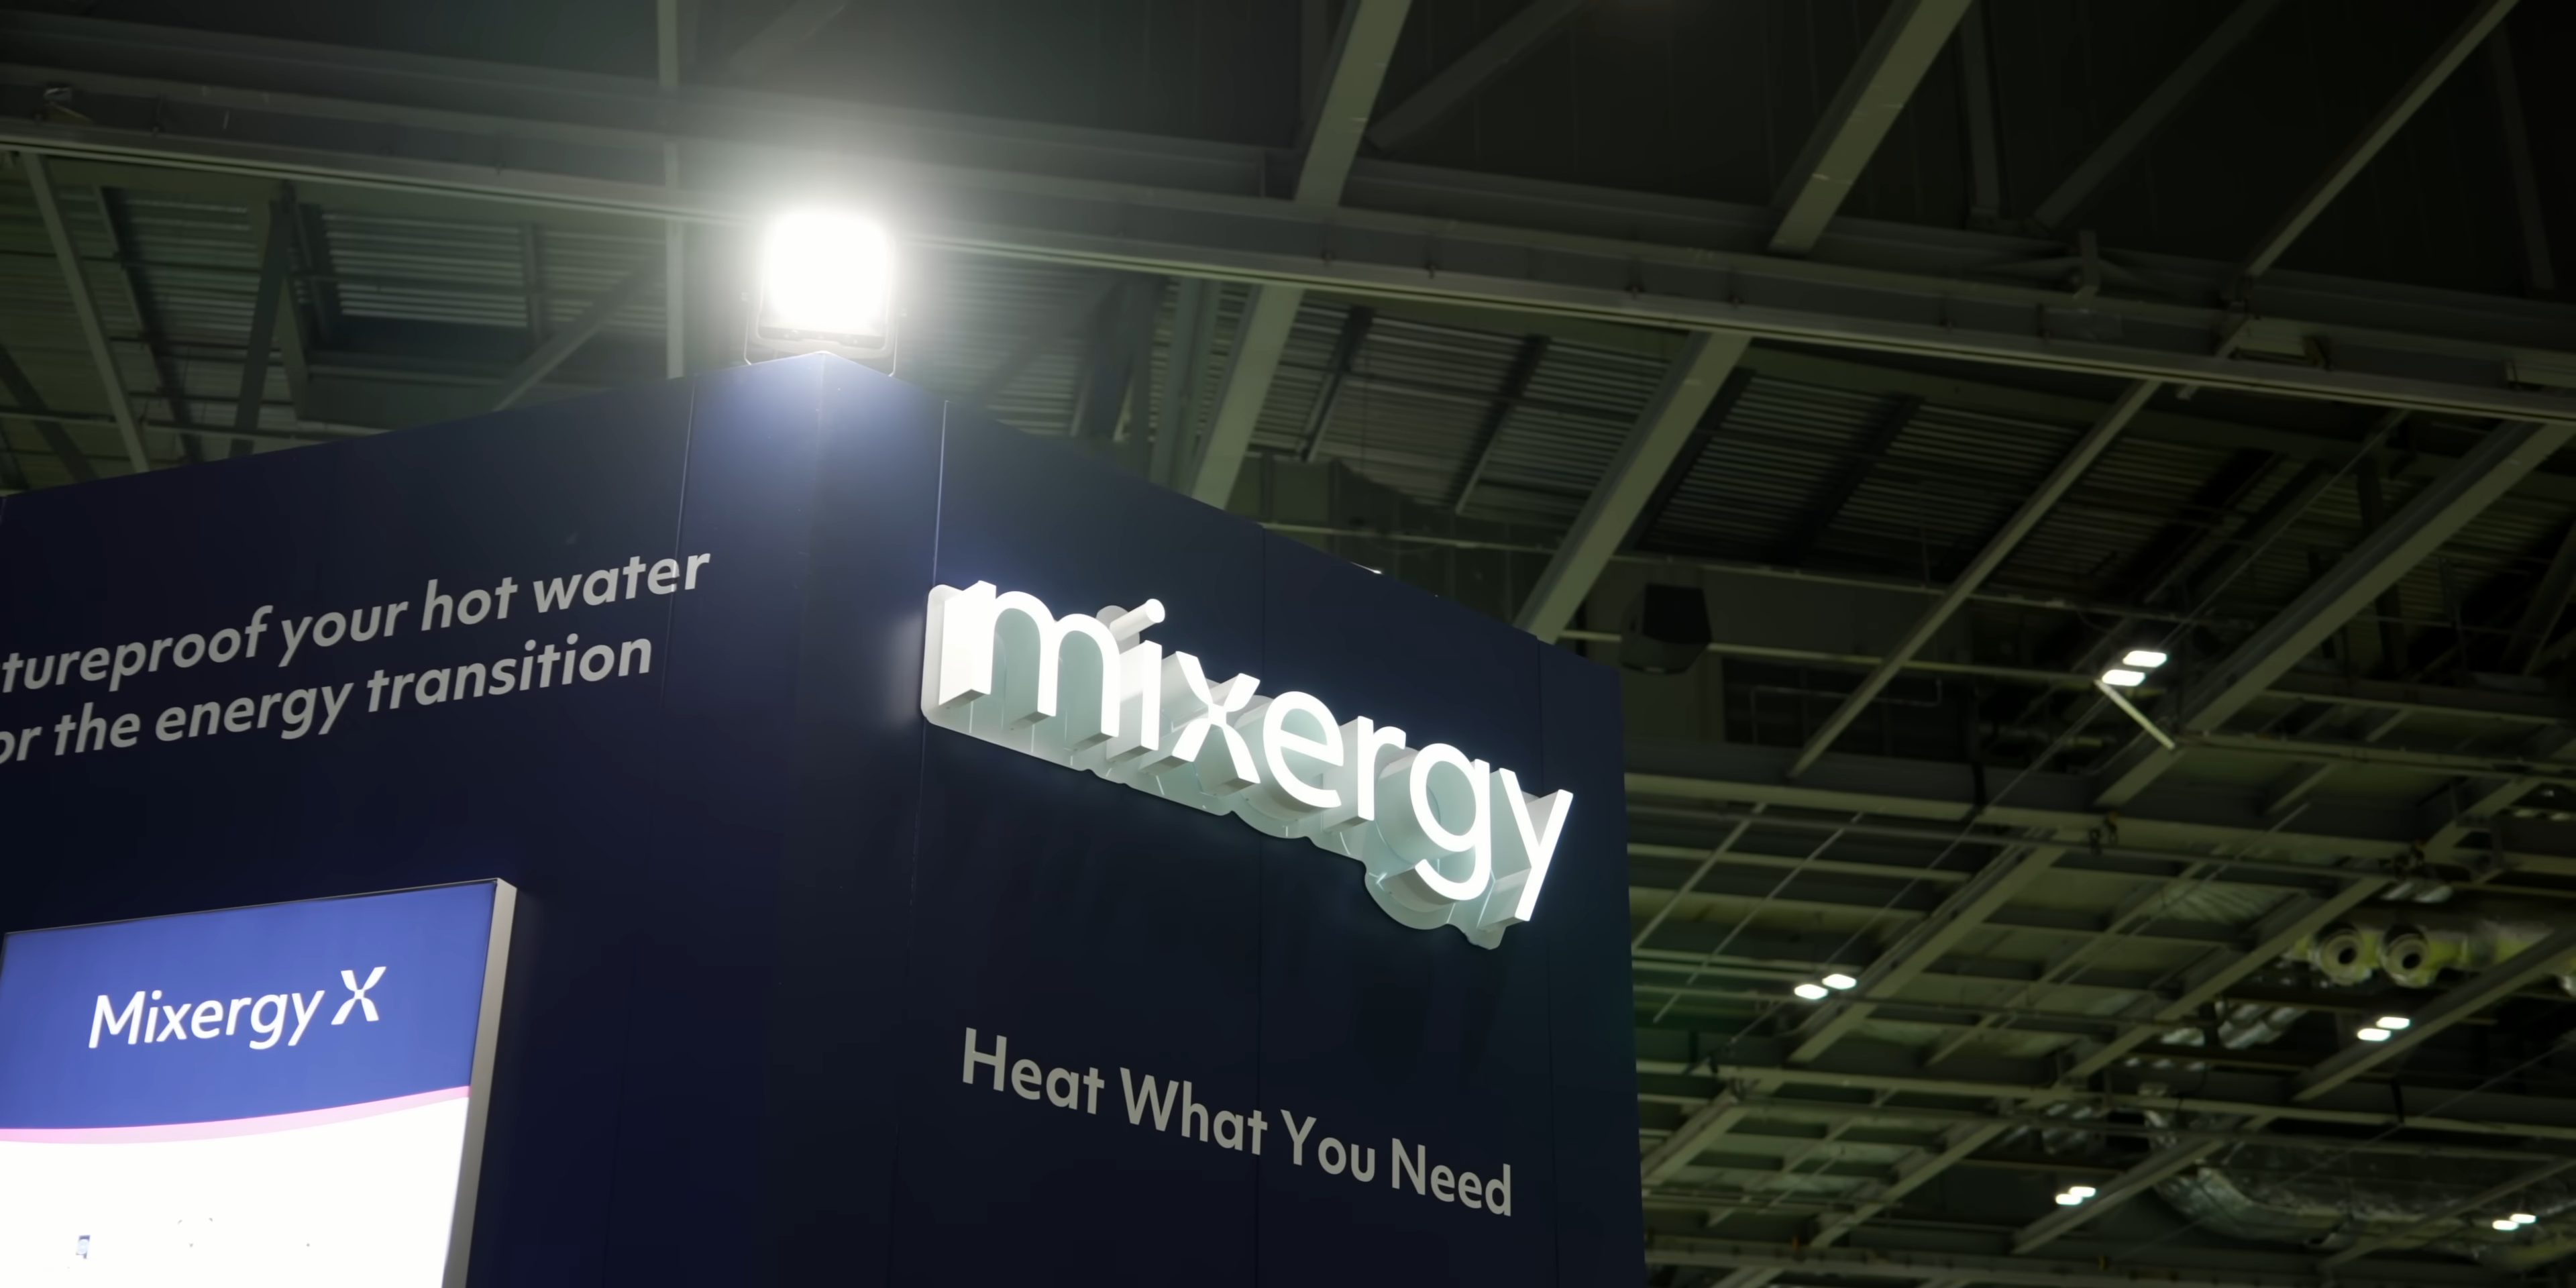 tureproof your hot water
or the energy transition
mixergy
Mixergy X
Heat What You Need